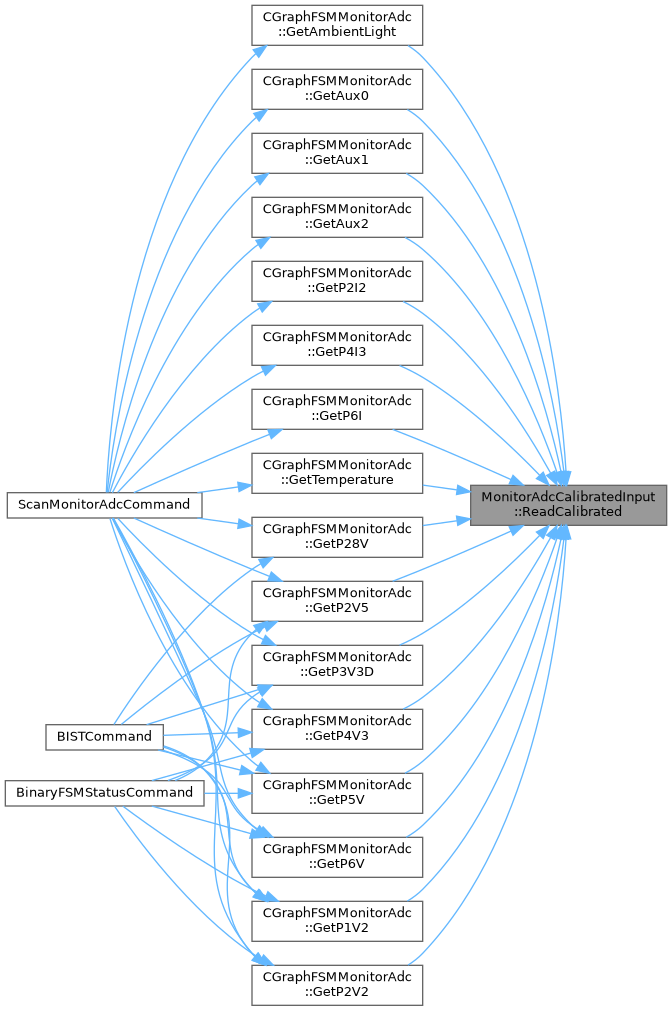 CGraphFSMMonitorAdc
::GetAmbientLight
CGraphFSMMonitorAdc
::GetAux0
CGraphFSMMonitorAdc
::GetAux1
CGraphFSMMonitorAdc
::GetAux2
CGraphFSMMonitorAdc
::GetP2I2
CGraphFSMMonitorAdc
::GetP4I3
CGraphFSMMonitorAdc
::GetP6I
CGraphFSMMonitorAdc
::GetTemperature
ScanMonitorAdcCommand
MonitorAdcCalibratedInput
::ReadCalibrated
CGraphFSMMonitorAdc
::GetP28V
CGraphFSMMonitorAdc
::GetP2V5
CGraphFSMMonitorAdc
::GetP3V3D
BISTCommand
CGraphFSMMonitorAdc
::GetP4V3
BinaryFSMStatusCommand
CGraphFSMMonitorAdc
::GetP5V
CGraphFSMMonitorAdc
::GetP6V
CGraphFSMMonitorAdc
::GetP1V2
CGraphFSMMonitorAdc
::GetP2V2